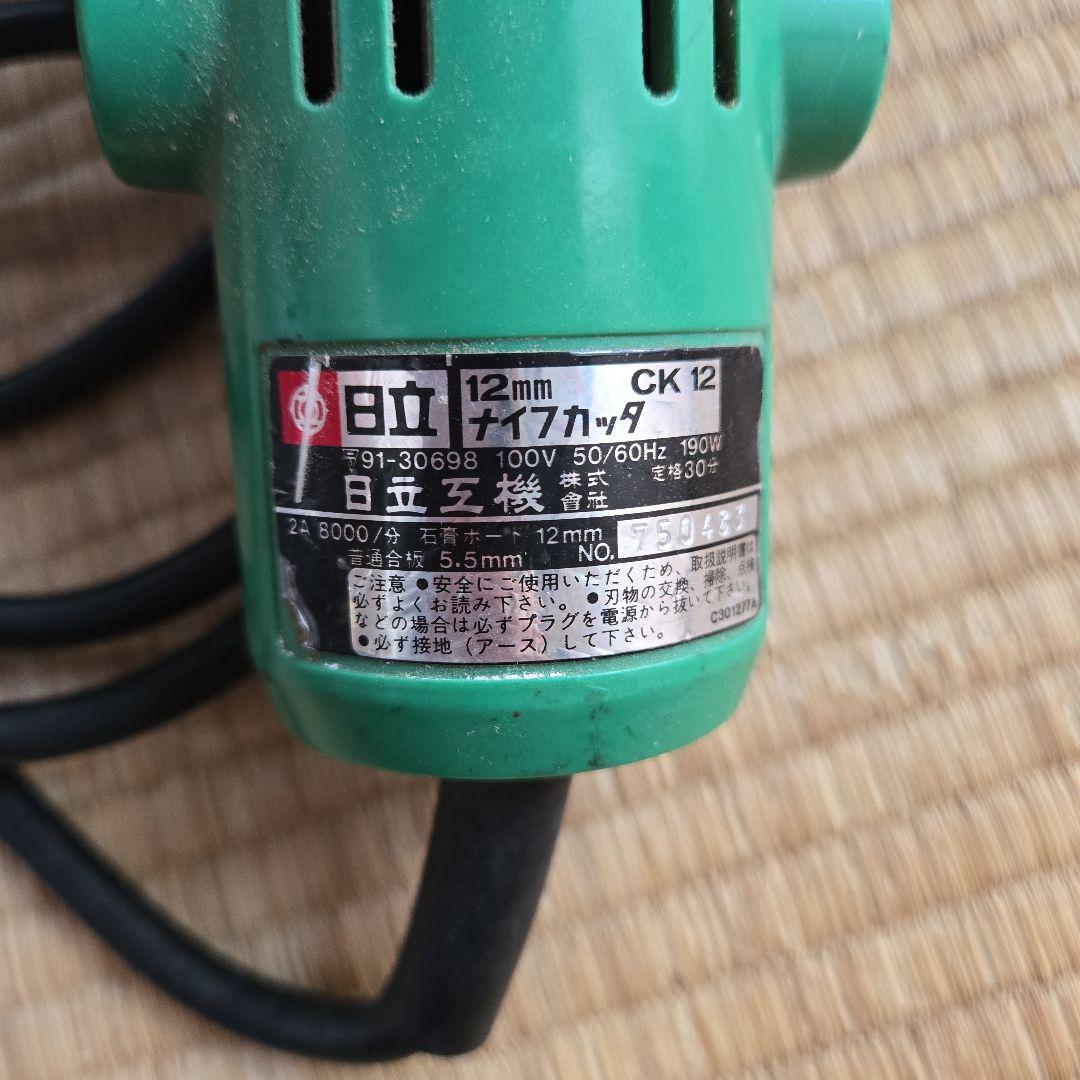 日立 12mm CK 12
ナイフカッタ
〒91-30698 100V 50/60Hz 190W
日立工機 株式會社 定格30分
2A 8000/分 石膏ボード 12mm
普通合板 5.5mm NO.
ご注意 ●安全にご使用いただくため、取扱説明書は
必ずよくお読み下さい。 ●刃物の交換、掃除、点検
などの場合は必ずプラグを電源から抜いて下さい。
●必ず接地（アース）して下さい。 C301277A